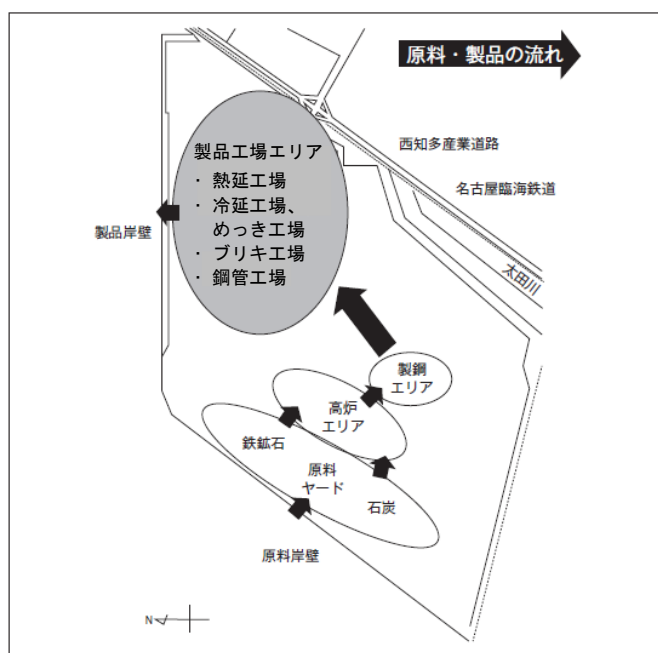 原料・製品の流れ
西知多産業道路
名古屋臨海鉄道
太田川
製品工場エリア
・熱延工場
・冷延工場、
めっき工場
・ブリキ工場
・鋼管工場
製品岸壁
製鋼
エリア
高炉
エリア
鉄鉱石
原料
ヤード
石炭
原料岸壁
N